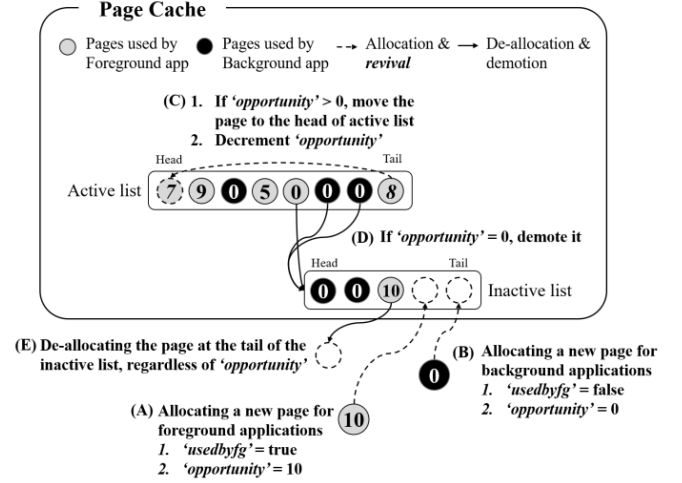 Page Cache
Pages used by
Foreground app
Pages used by
Background app
Allocation &
revival
De-allocation &
demotion
(C) 1. If ‘opportunity’ > 0, move the
page to the head of active list
2. Decrement ‘opportunity’
Head
Tail
Active list
7 9 0 5 0 0 0 8
(D) If ‘opportunity’ = 0, demote it
Head
Tail
0 0 10
Inactive list
(E) De-allocating the page at the tail of the
inactive list, regardless of ‘opportunity’
(B) Allocating a new page for
background applications
1. ‘usedbyfg’ = false
2. ‘opportunity’ = 0
0
(A) Allocating a new page for
foreground applications
1. ‘usedbyfg’ = true
2. ‘opportunity’ = 10
10